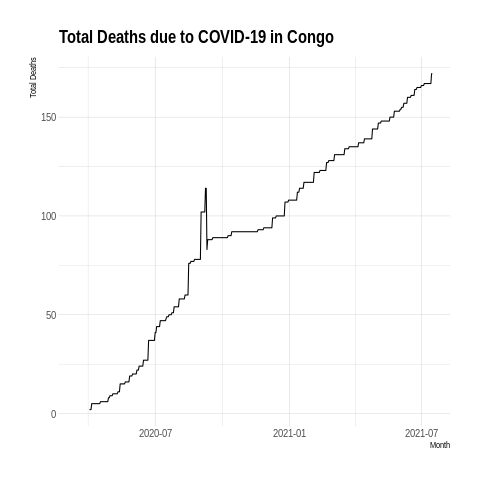 Total Deaths due to COVID-19 in Congo
Total Deaths
150
100
50
0
2020-07
2021-01
2021-07
Month